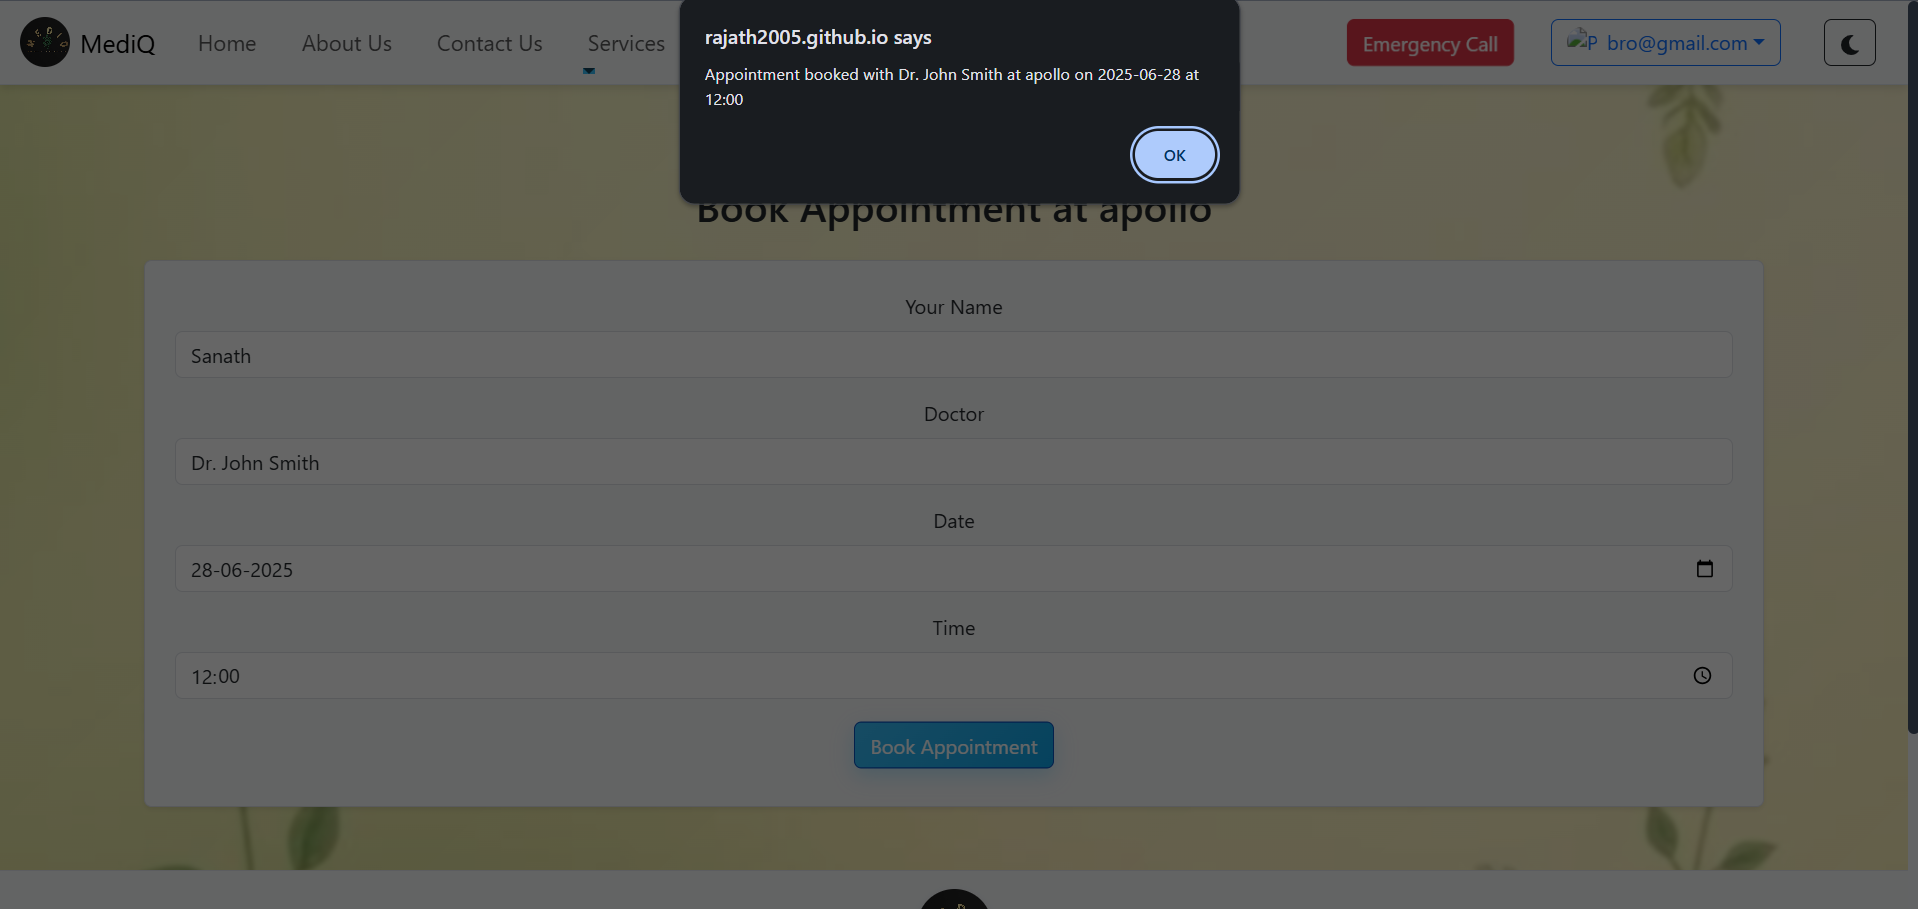 MediQ
Home
About Us
Contact Us
Services
rajath2005.github.io says
Appointment booked with Dr. John Smith at apollo on 2025-06-28 at
12:00
OK
Emergency Call
P bro@gmail.com
Book Appointment at apollo
Your Name
Sanath
Doctor
Dr. John Smith
Date
28-06-2025
Time
12:00
Book Appointment